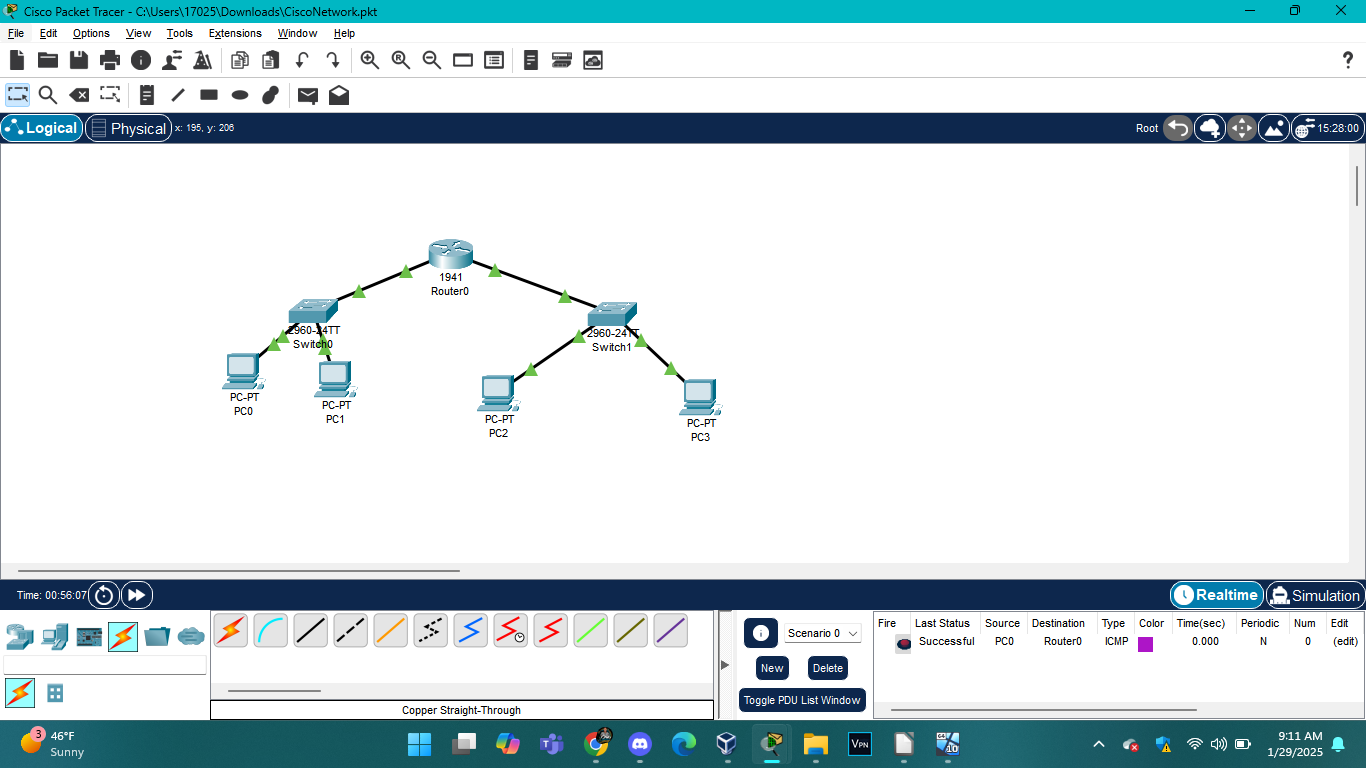 Cisco Packet Tracer - C:\Users\17025\Downloads\CiscoNetwork.pkt
File Edit Options View Tools Extensions Window Help
Logical Physical x: 195, y: 206 Root 15:28:00
1941
Router0
2960-24TT
Switch0
2960-24TT
Switch1
PC-PT
PC0
PC-PT
PC1
PC-PT
PC2
PC-PT
PC3
Time: 00:56:07 Realtime Simulation
Scenario 0
New Delete
Toggle PDU List Window
Fire Last Status Source Destination Type Color Time(sec) Periodic Num Edit
Successful PC0 Router0 ICMP 0.000 N 0 (edit)
Copper Straight-Through
3
46°F
Sunny
VPN
64
10
9:11 AM
1/29/2025